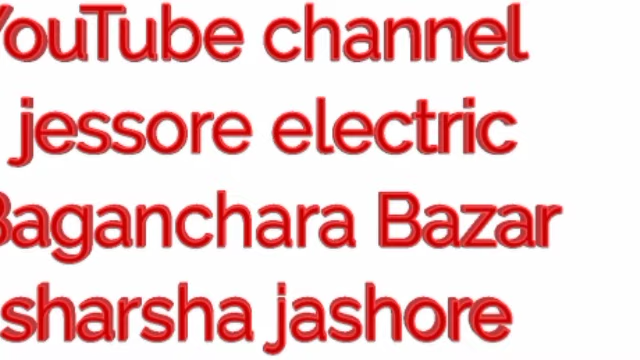 YouTube channel
jessore electric
Baganchara Bazar
sharsha jashore